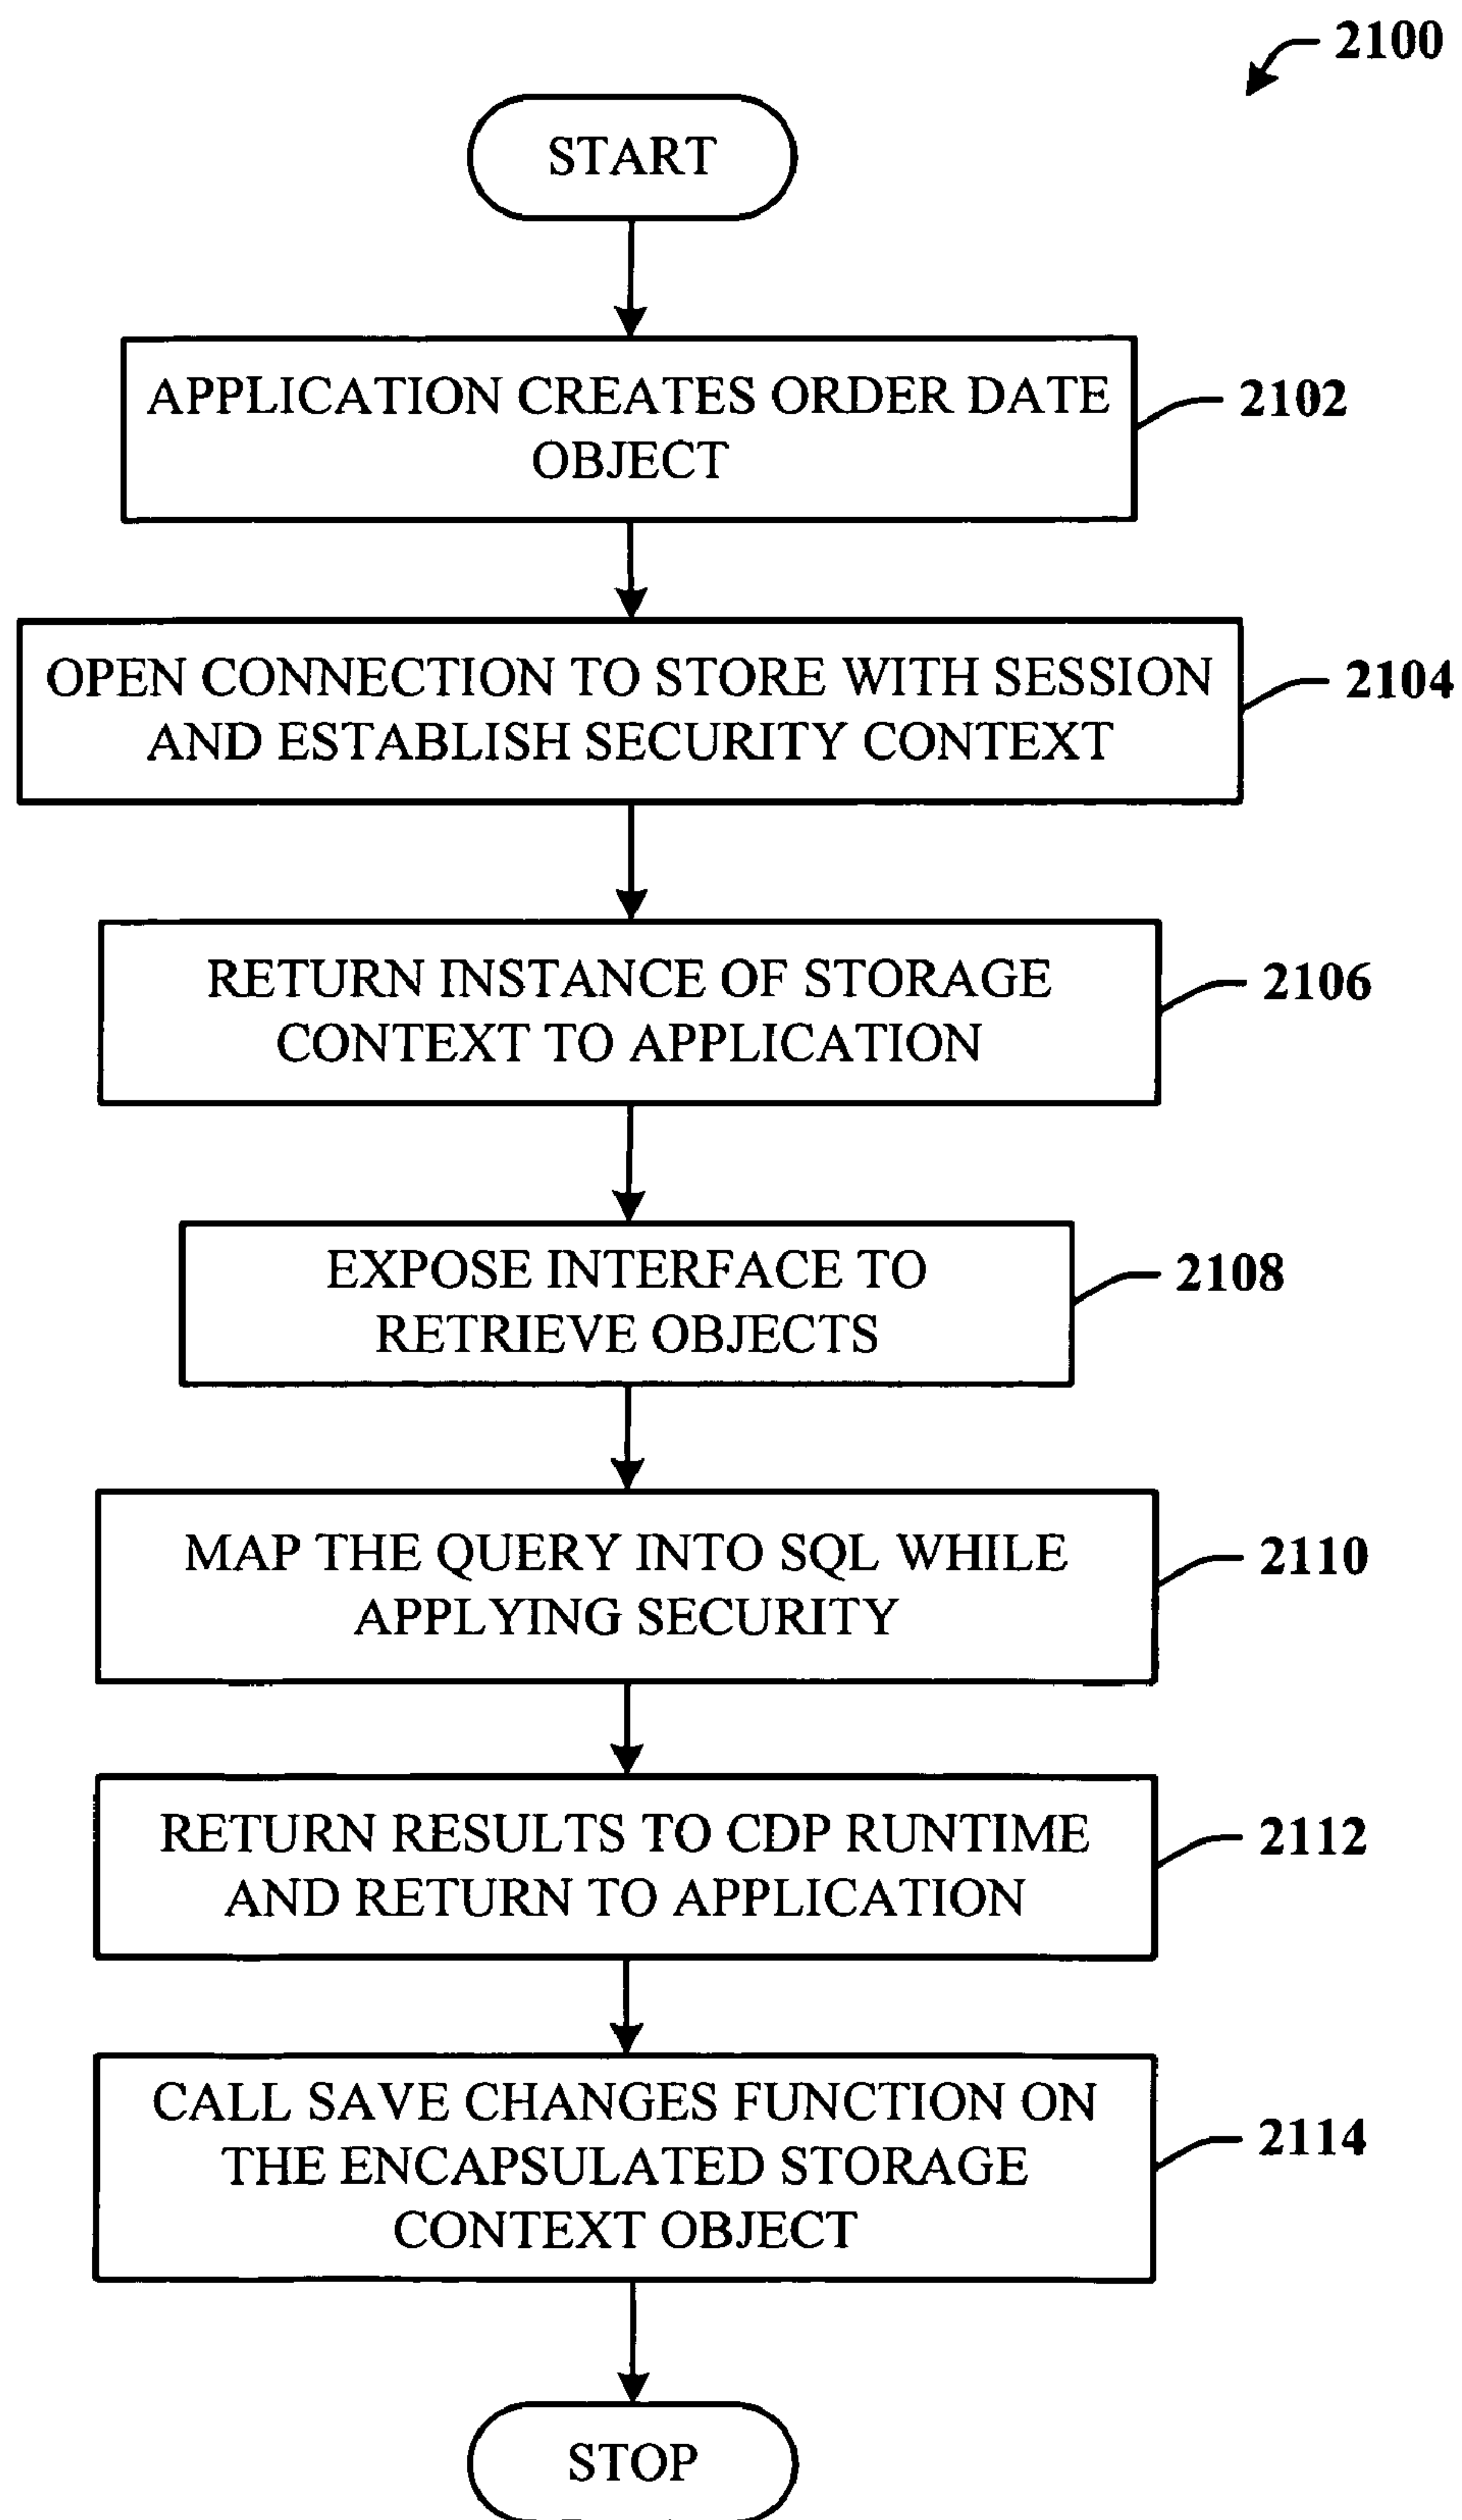 2100
START
APPLICATION CREATES ORDER DATE
OBJECT
2102
OPEN CONNECTION TO STORE WITH SESSION
AND ESTABLISH SECURITY CONTEXT
2104
RETURN INSTANCE OF STORAGE
CONTEXT TO APPLICATION
2106
EXPOSE INTERFACE TO
RETRIEVE OBJECTS
2108
MAP THE QUERY INTO SQL WHILE
APPLYING SECURITY
2110
RETURN RESULTS TO CDP RUNTIME
AND RETURN TO APPLICATION
2112
CALL SAVE CHANGES FUNCTION ON
THE ENCAPSULATED STORAGE
CONTEXT OBJECT
2114
STOP